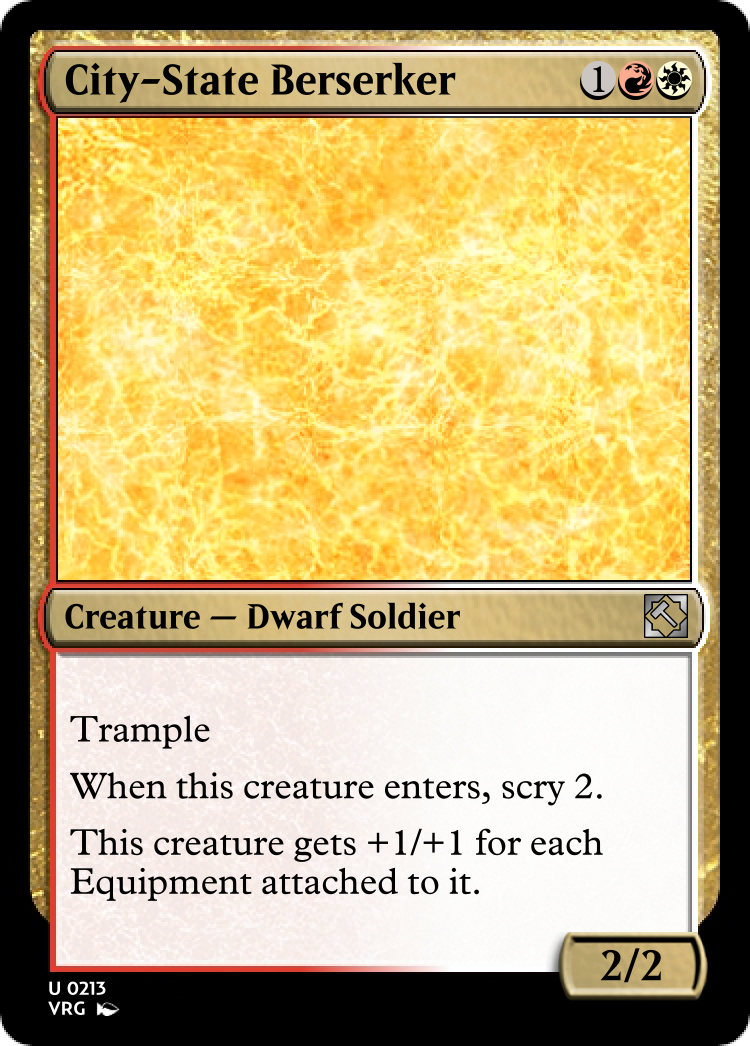 City-State Berserker 1
Creature — Dwarf Soldier
Trample
When this creature enters, scry 2.
This creature gets +1/+1 for each
Equipment attached to it.
2/2
U 0213
VRG